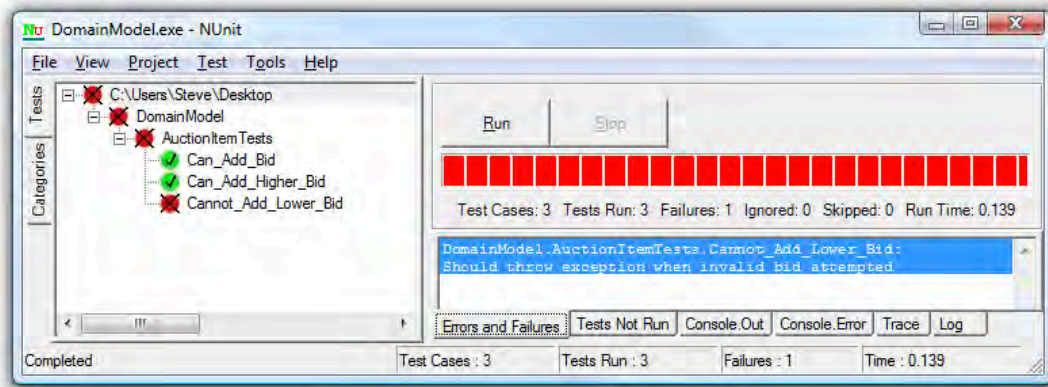 NU DomainModel.exe - NUnit
File View Project Test Tools Help
Tests
Categories
C:\Users\Steve\Desktop
DomainModel
AuctionItemTests
Can_Add_Bid
Can_Add_Higher_Bid
Cannot_Add_Lower_Bid
Run
Stop
Test Cases: 3 Tests Run: 3 Failures: 1 Ignored: 0 Skipped: 0 Run Time: 0.139
DomainModel.AuctionItemTests.Cannot_Add_Lower_Bid:
Should throw exception when invalid bid attempted
Errors and Failures Tests Not Run Console.Out Console.Error Trace Log
Completed Test Cases : 3 Tests Run : 3 Failures : 1 Time : 0.139